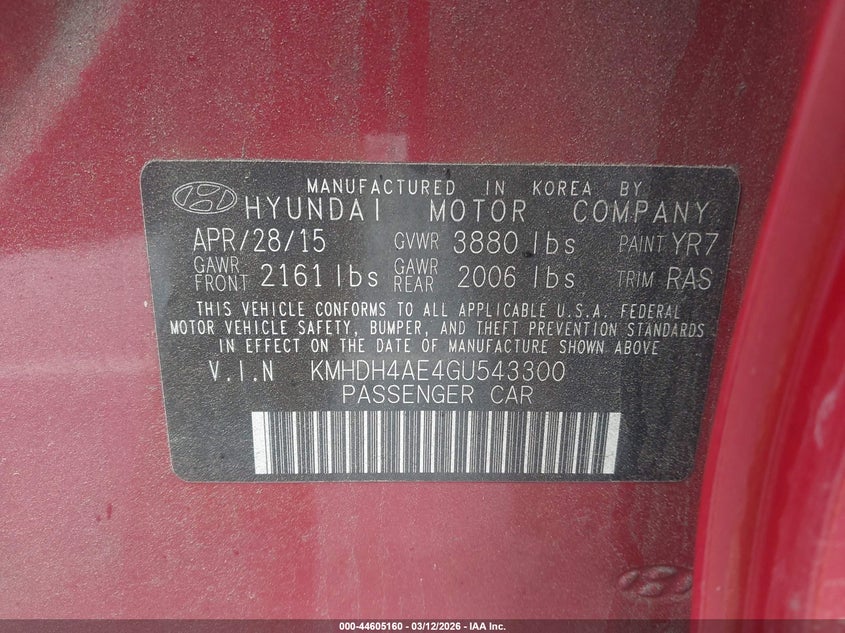 MANUFACTURED IN KOREA BY
HYUNDAI MOTOR COMPANY
APR/28/15 GVWR 3880 lbs PAINT YR7
GAWR FRONT 2161 lbs GAWR REAR 2006 lbs TRIM RAS
THIS VEHICLE CONFORMS TO ALL APPLICABLE U.S.A. FEDERAL
MOTOR VEHICLE SAFETY, BUMPER, AND THEFT PREVENTION STANDARDS
IN EFFECT ON THE DATE OF MANUFACTURE SHOWN ABOVE
V.I.N KMHDH4AE4GU543300
PASSENGER CAR
000-44605160 - 03/12/2026 - IAA Inc.